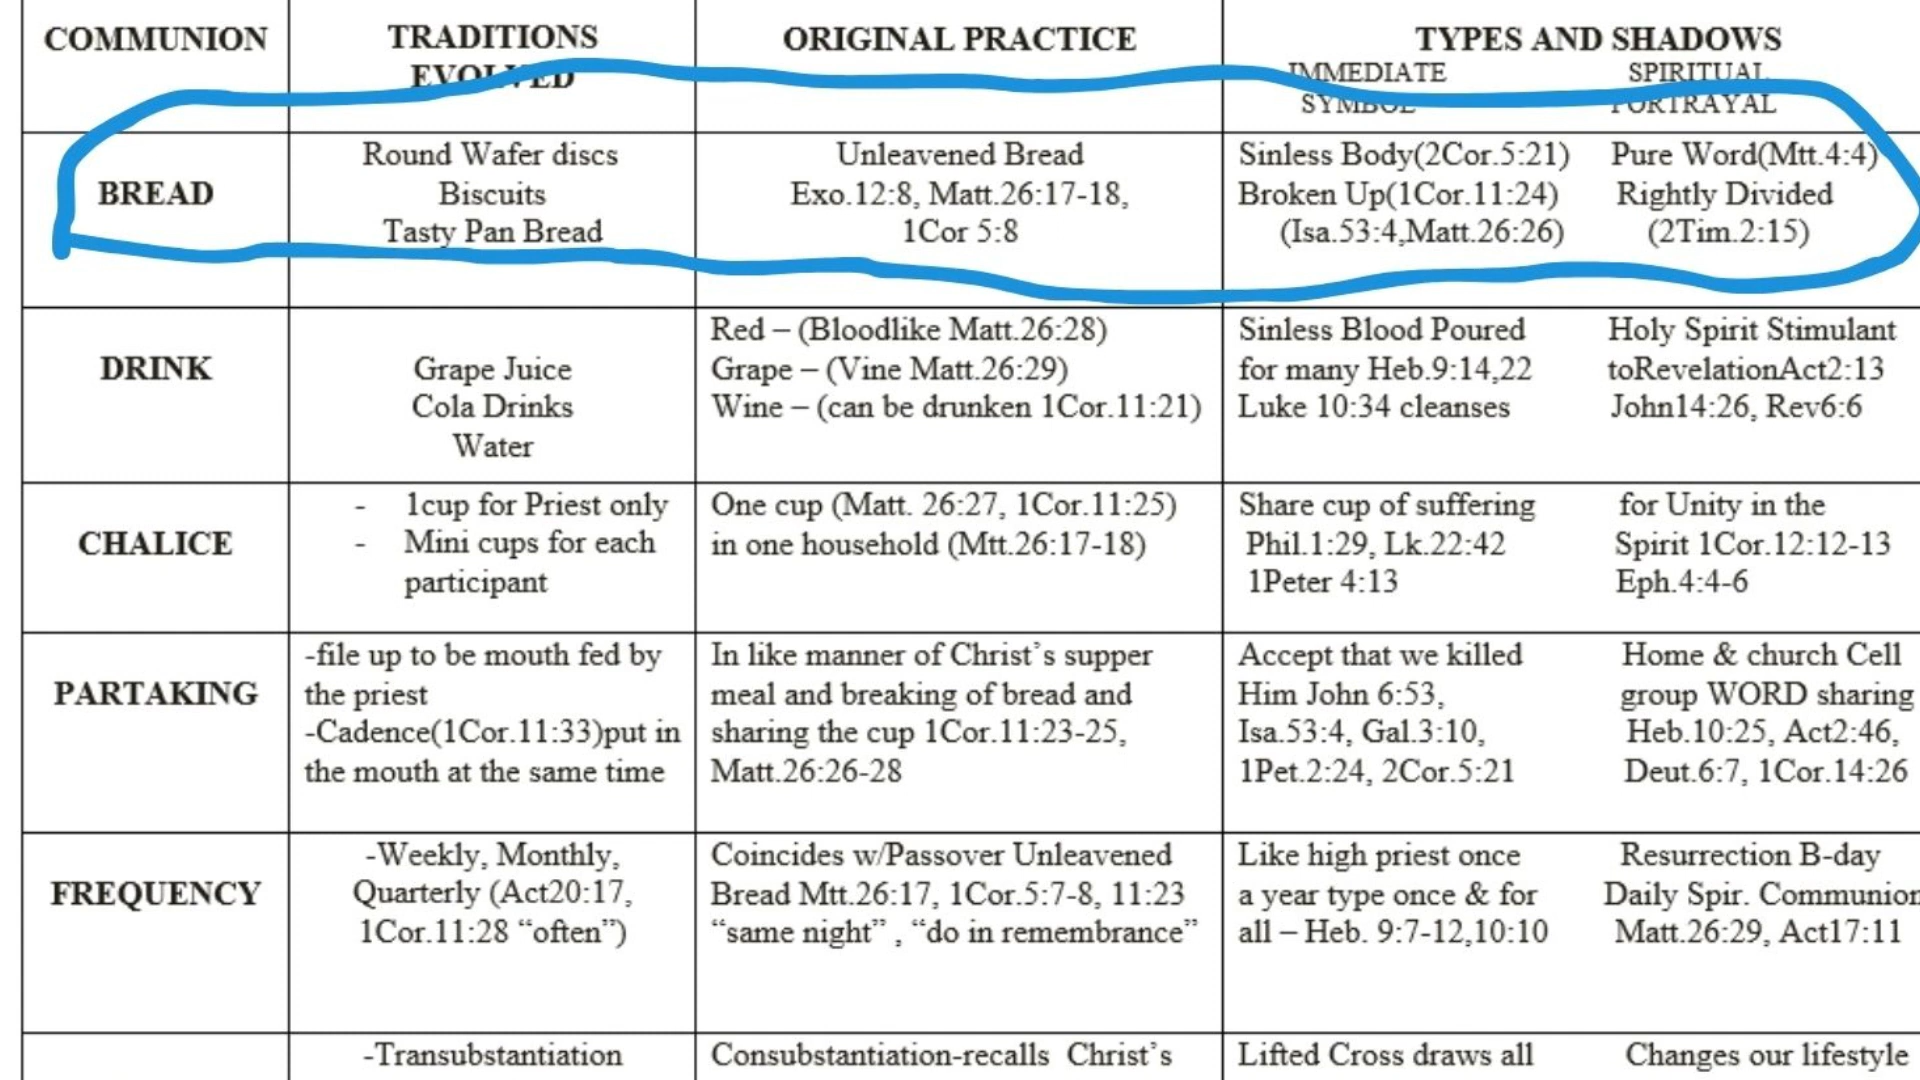 COMMUNION
TRADITIONS
EVOLVED
ORIGINAL PRACTICE
TYPES AND SHADOWS
IMMEDIATE
SYMBOL
SPIRITUAL
PORTRAYAL
BREAD
Round Wafer discs
Biscuits
Tasty Pan Bread
Unleavened Bread
Exo.12:8, Matt.26:17-18,
1Cor 5:8
Sinless Body(2Cor.5:21)
Broken Up(1Cor.11:24)
(Isa.53:4,Matt.26:26)
Pure Word(Mtt.4:4)
Rightly Divided
(2Tim.2:15)
DRINK
Grape Juice
Cola Drinks
Water
Red – (Bloodlike Matt.26:28)
Grape – (Vine Matt.26:29)
Wine – (can be drunken 1Cor.11:21)
Sinless Blood Poured
for many Heb.9:14,22
Luke 10:34 cleanses
Holy Spirit Stimulant
toRevelationAct2:13
John14:26, Rev6:6
CHALICE
- 1cup for Priest only
- Mini cups for each
participant
One cup (Matt. 26:27, 1Cor.11:25)
in one household (Mtt.26:17-18)
Share cup of suffering
Phil.1:29, Lk.22:42
1Peter 4:13
for Unity in the
Spirit 1Cor.12:12-13
Eph.4:4-6
PARTAKING
-file up to be mouth fed by
the priest
-Cadence(1Cor.11:33)put in
the mouth at the same time
In like manner of Christ's supper
meal and breaking of bread and
sharing the cup 1Cor.11:23-25,
Matt.26:26-28
Accept that we killed
Him John 6:53,
Isa.53:4, Gal.3:10,
1Pet.2:24, 2Cor.5:21
Home & church Cell
group WORD sharing
Heb.10:25, Act2:46,
Deut.6:7, 1Cor.14:26
FREQUENCY
-Weekly, Monthly,
Quarterly (Act20:17,
1Cor.11:28 “often”)
Coincides w/Passover Unleavened
Bread Mtt.26:17, 1Cor.5:7-8, 11:23
“same night” , “do in remembrance”
Like high priest once
a year type once & for
all – Heb. 9:7-12,10:10
Resurrection B-day
Daily Spir. Communion
Matt.26:29, Act17:11
-Transubstantiation
Consubstantiation-recalls Christ's
Lifted Cross draws all
Changes our lifestyle